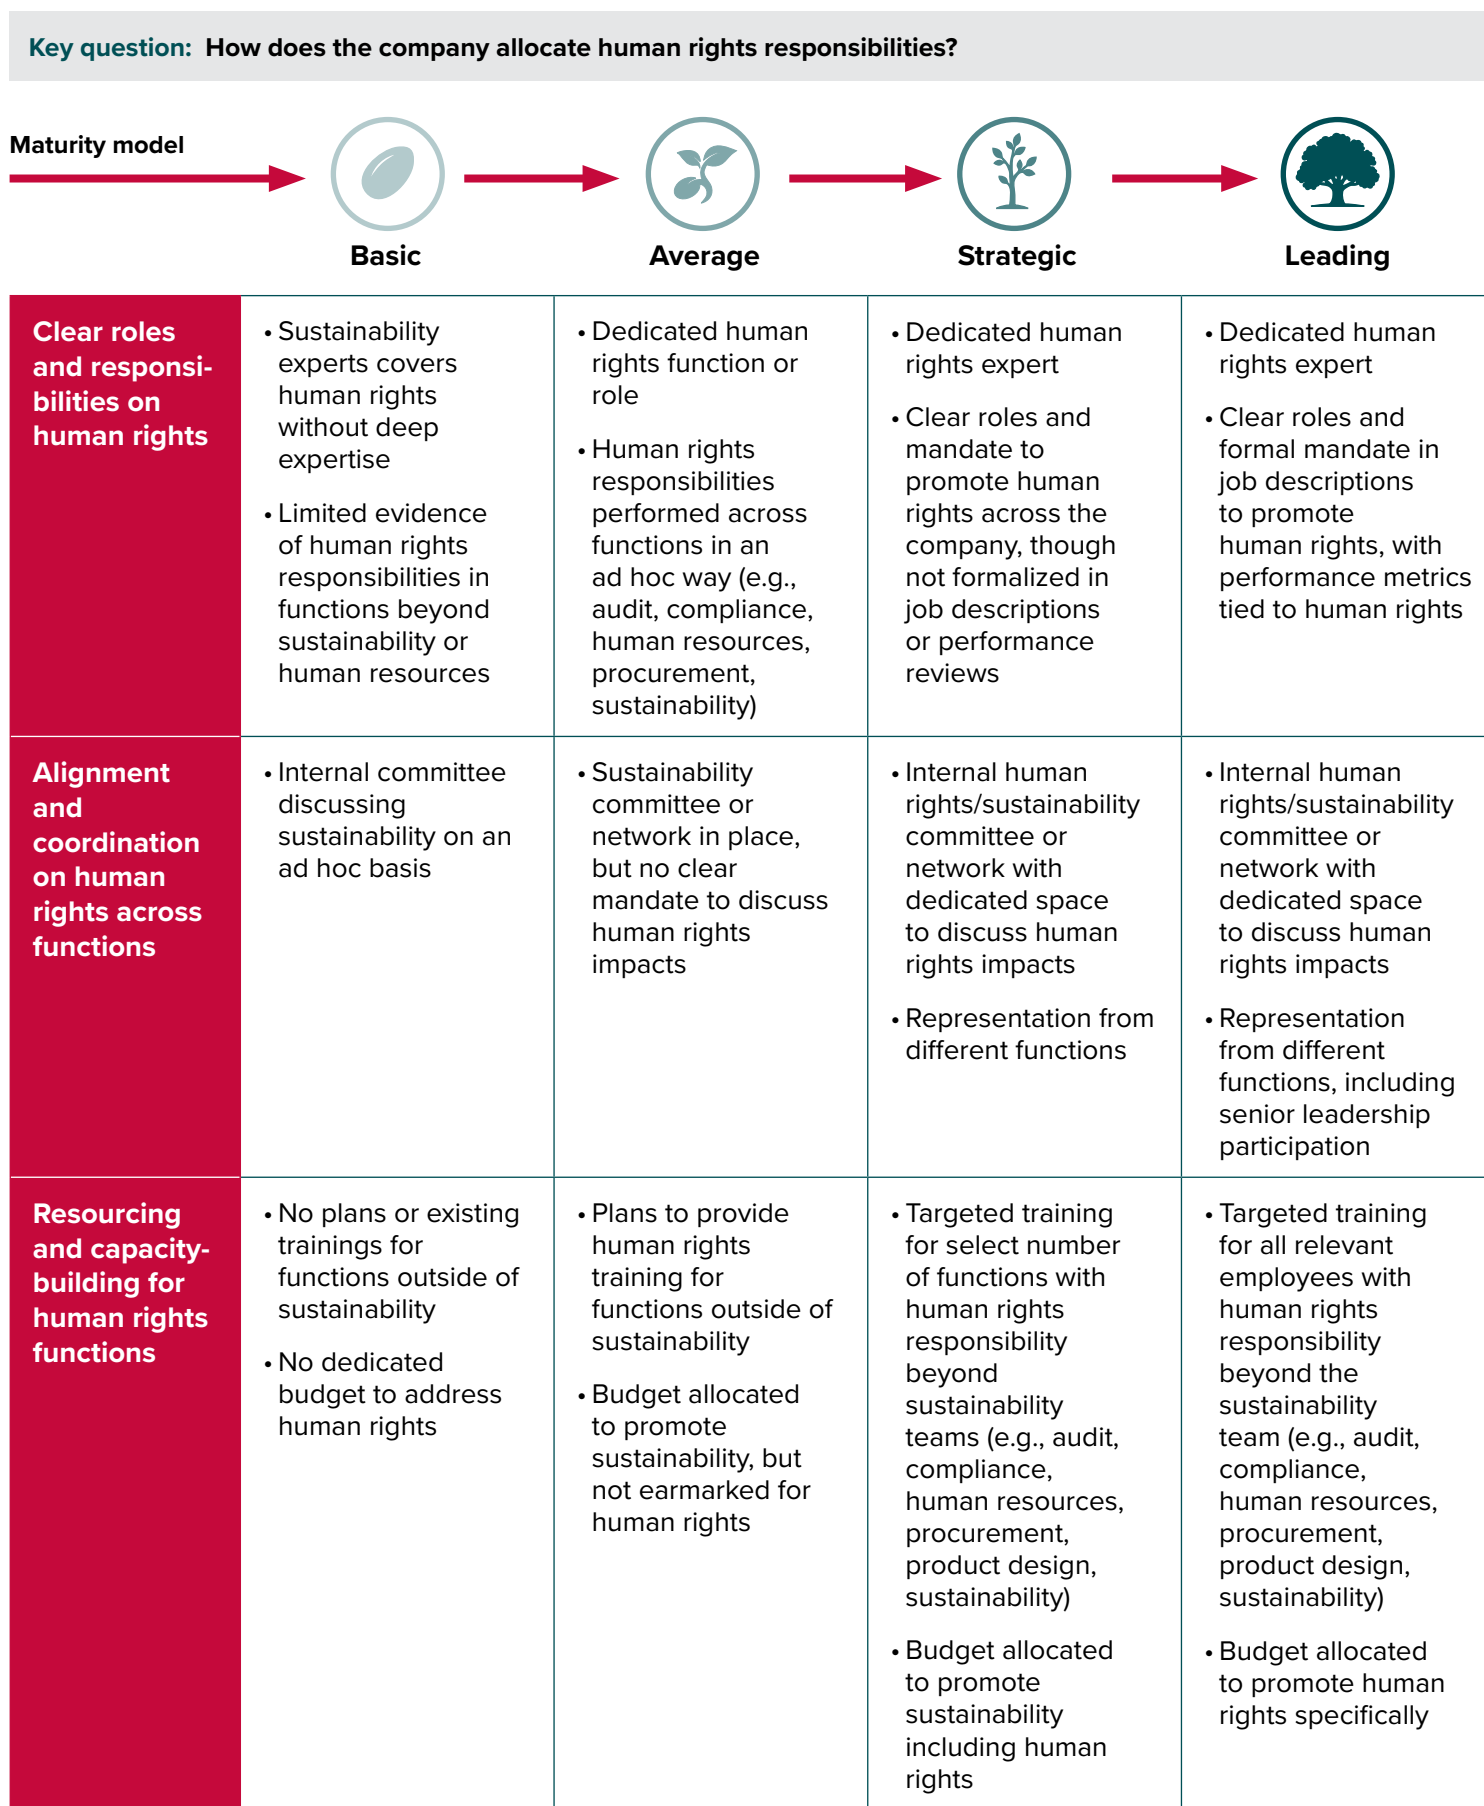 Key question: How does the company allocate human rights responsibilities?
Maturity model
Basic
Average
Strategic
Leading
Clear roles
and responsi-
bilities on
human rights
• Sustainability
experts covers
human rights
without deep
expertise
• Limited evidence
of human rights
responsibilities in
functions beyond
sustainability or
human resources
• Dedicated human
rights function or
role
• Human rights
responsibilities
performed across
functions in an
ad hoc way (e.g.,
audit, compliance,
human resources,
procurement,
sustainability)
• Dedicated human
rights expert
• Clear roles and
mandate to
promote human
rights across the
company, though
not formalized in
job descriptions
or performance
reviews
• Dedicated human
rights expert
• Clear roles and
formal mandate in
job descriptions
to promote
human rights, with
performance metrics
tied to human rights
Alignment
and
coordination
on human
rights across
functions
• Internal committee
discussing
sustainability on an
ad hoc basis
• Sustainability
committee or
network in place,
but no clear
mandate to discuss
human rights
impacts
• Internal human
rights/sustainability
committee or
network with
dedicated space
to discuss human
rights impacts
• Representation from
different functions
• Internal human
rights/sustainability
committee or
network with
dedicated space
to discuss human
rights impacts
• Representation
from different
functions, including
senior leadership
participation
Resourcing
and capacity-
building for
human rights
functions
• No plans or existing
trainings for
functions outside of
sustainability
• No dedicated
budget to address
human rights
• Plans to provide
human rights
training for
functions outside of
sustainability
• Budget allocated
to promote
sustainability, but
not earmarked for
human rights
• Targeted training
for select number
of functions with
human rights
responsibility
beyond
sustainability
teams (e.g., audit,
compliance,
human resources,
procurement,
product design,
sustainability)
• Budget allocated
to promote
sustainability
including human
rights
• Targeted training
for all relevant
employees with
human rights
responsibility
beyond the
sustainability
team (e.g., audit,
compliance,
human resources,
procurement,
product design,
sustainability)
• Budget allocated
to promote human
rights specifically